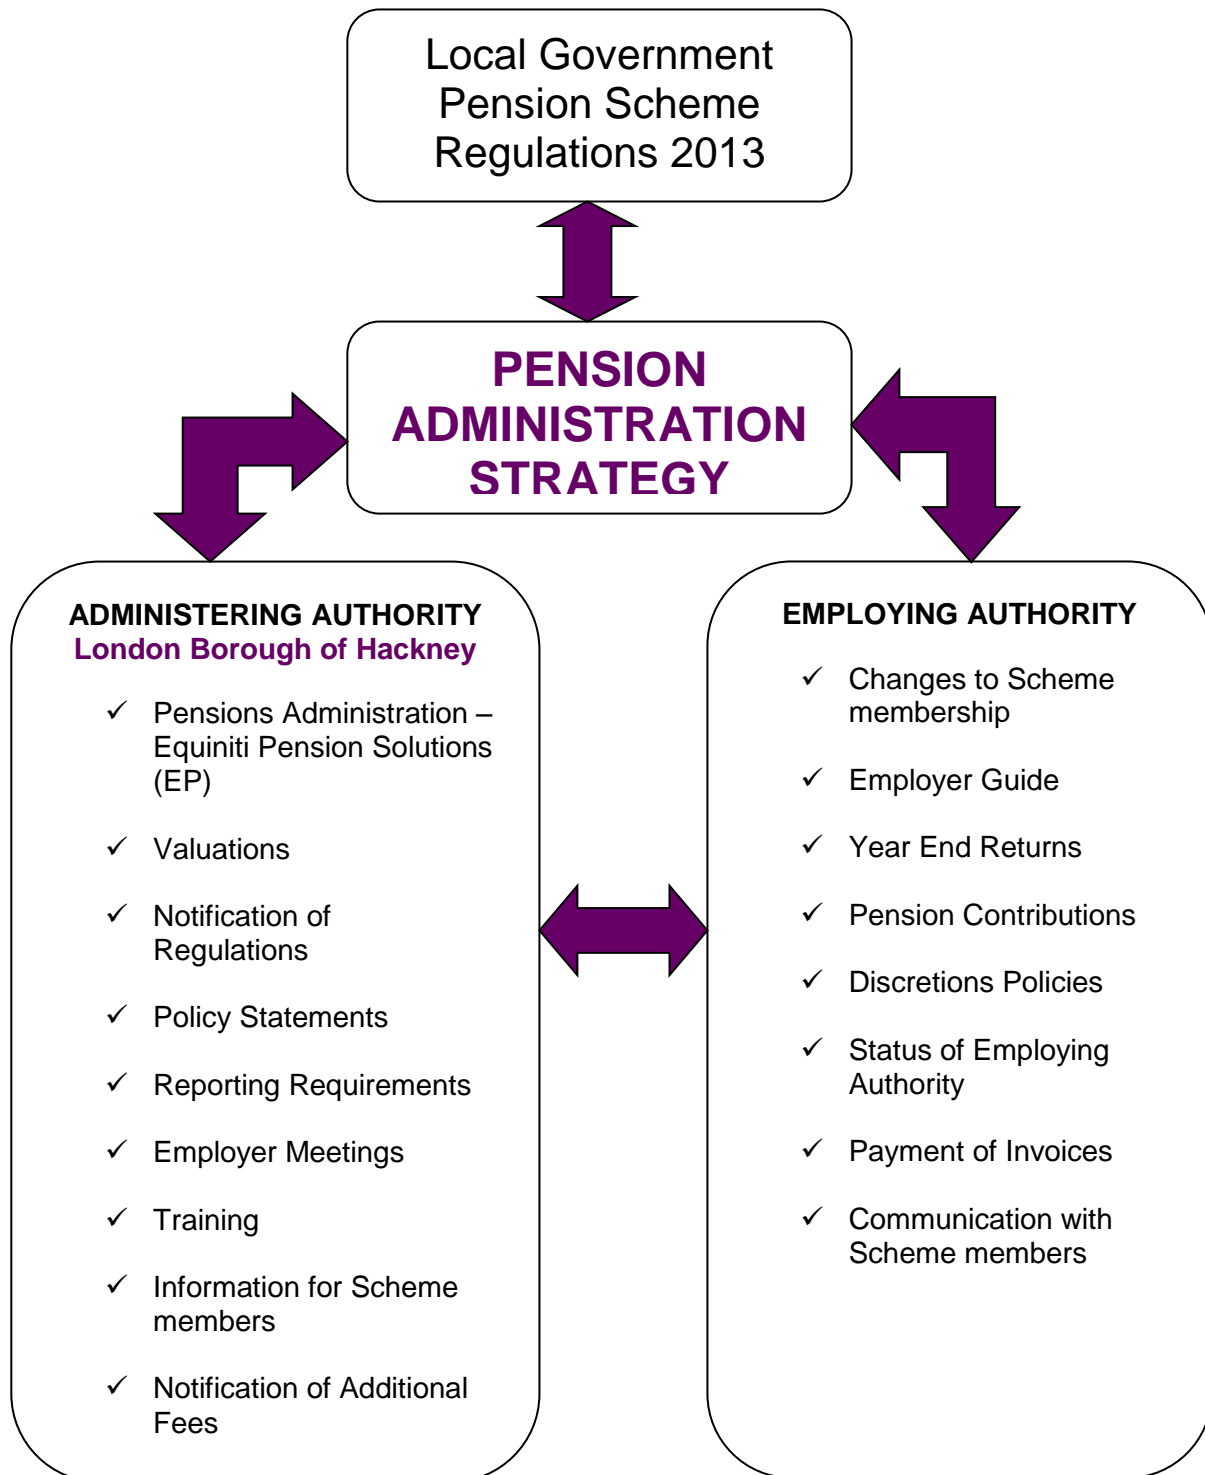 Local Government
Pension Scheme
Regulations 2013
PENSION
ADMINISTRATION
STRATEGY
ADMINISTERING AUTHORITY
London Borough of Hackney
✓ Pensions Administration –
Equiniti Pension Solutions
(EP)
✓ Valuations
✓ Notification of
Regulations
✓ Policy Statements
✓ Reporting Requirements
✓ Employer Meetings
✓ Training
✓ Information for Scheme
members
✓ Notification of Additional
Fees
EMPLOYING AUTHORITY
✓ Changes to Scheme
membership
✓ Employer Guide
✓ Year End Returns
✓ Pension Contributions
✓ Discretions Policies
✓ Status of Employing
Authority
✓ Payment of Invoices
✓ Communication with
Scheme members